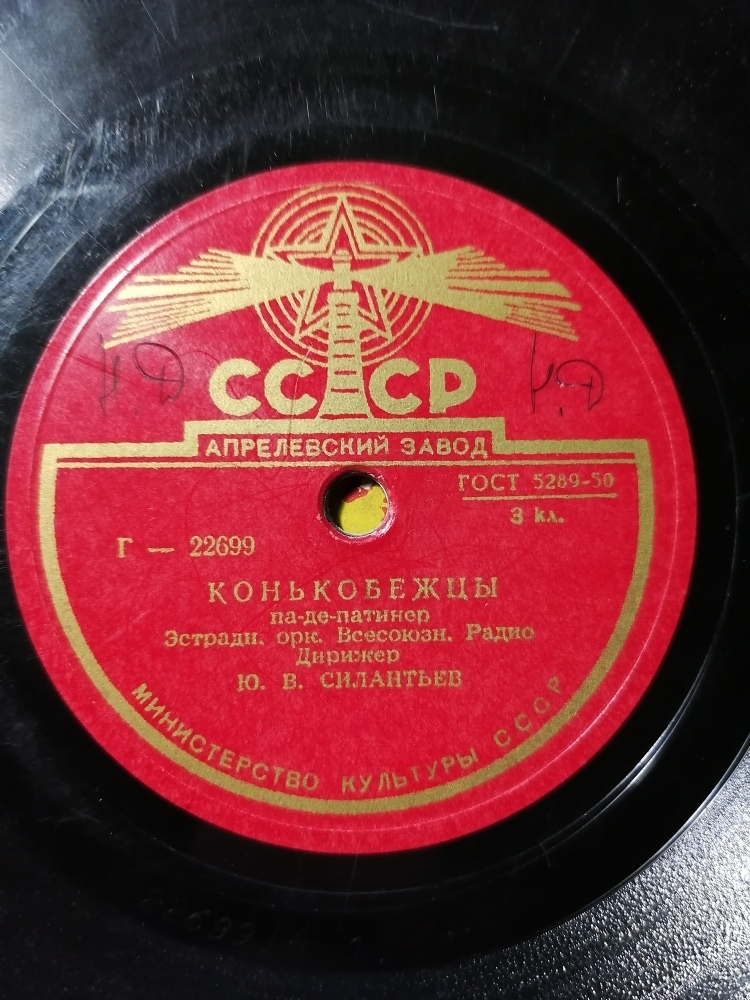 СССР
АПРЕЛЕВСКИЙ ЗАВОД
ГОСТ 5289-50
3 кл.
Г — 22699
КОНЬКОБЕЖЦЫ
па-де-патинер
Эстрадн. орк. Всесоюзн. Радио
Дирижер
Ю. В. СИЛАНТЬЕВ
МИНИСТЕРСТВО КУЛЬТУРЫ СССР